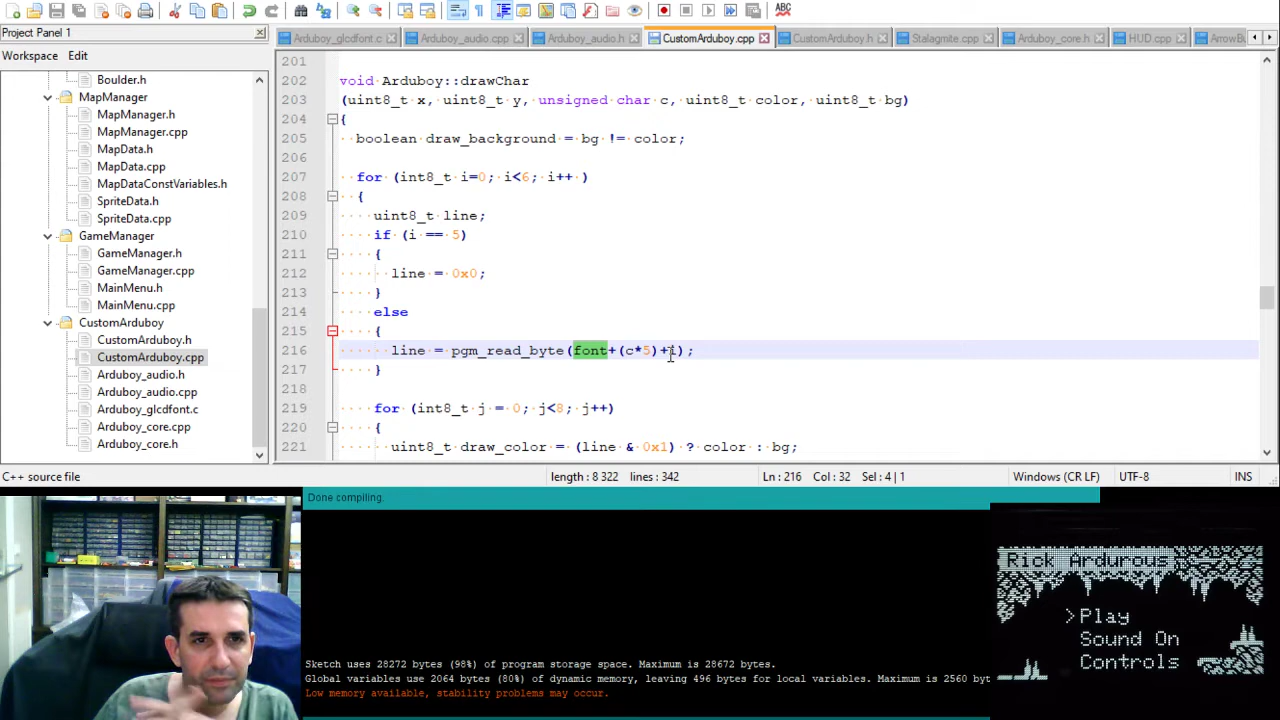 Project Panel 1
Workspace Edit
Boulder.h
MapManager
MapManager.h
MapManager.cpp
MapData.h
MapData.cpp
MapDataConstVariables.h
SpriteData.h
SpriteData.cpp
GameManager
GameManager.h
GameManager.cpp
MainMenu.h
MainMenu.cpp
CustomArduboy
CustomArduboy.h
CustomArduboy.cpp
Arduboy_audio.h
Arduboy_audio.cpp
Arduboy_glcdfont.c
Arduboy_core.cpp
Arduboy_core.h
ABC
Arduboy_glcdfont.c Arduboy_audio.cpp Arduboy_audio.h CustomArduboy.cpp CustomArduboy.h Stalagmite.cpp Arduboy_core.h HUD.cpp ArrowBu
201
202 void Arduboy::drawChar
203 (uint8_t x, uint8_t y, unsigned char c, uint8_t color, uint8_t bg)
204 {
205 boolean draw_background = bg != color;
206
207 for (int8_t i=0; i<6; i++ )
208 {
209 uint8_t line;
210 if (i == 5)
211 {
212 line = 0x0;
213 }
214 else
215 {
216 line = pgm_read_byte(font+(c*5)+i);
217 }
218
219 for (int8_t j = 0; j<8; j++)
220 {
221 uint8_t draw_color = (line & 0x1) ? color : bg;
C++ source file length : 8 322 lines : 342 Ln : 216 Col : 32 Sel : 4 | 1 Windows (CR LF) UTF-8 INS
Done compiling.
Sketch uses 28272 bytes (98%) of program storage space. Maximum is 28672 bytes.
Global variables use 2064 bytes (80%) of dynamic memory, leaving 496 bytes for local variables. Maximum is 2560 byt
Low memory available, stability problems may occur.
Rick Ardurous
>Play
Sound On
Controls